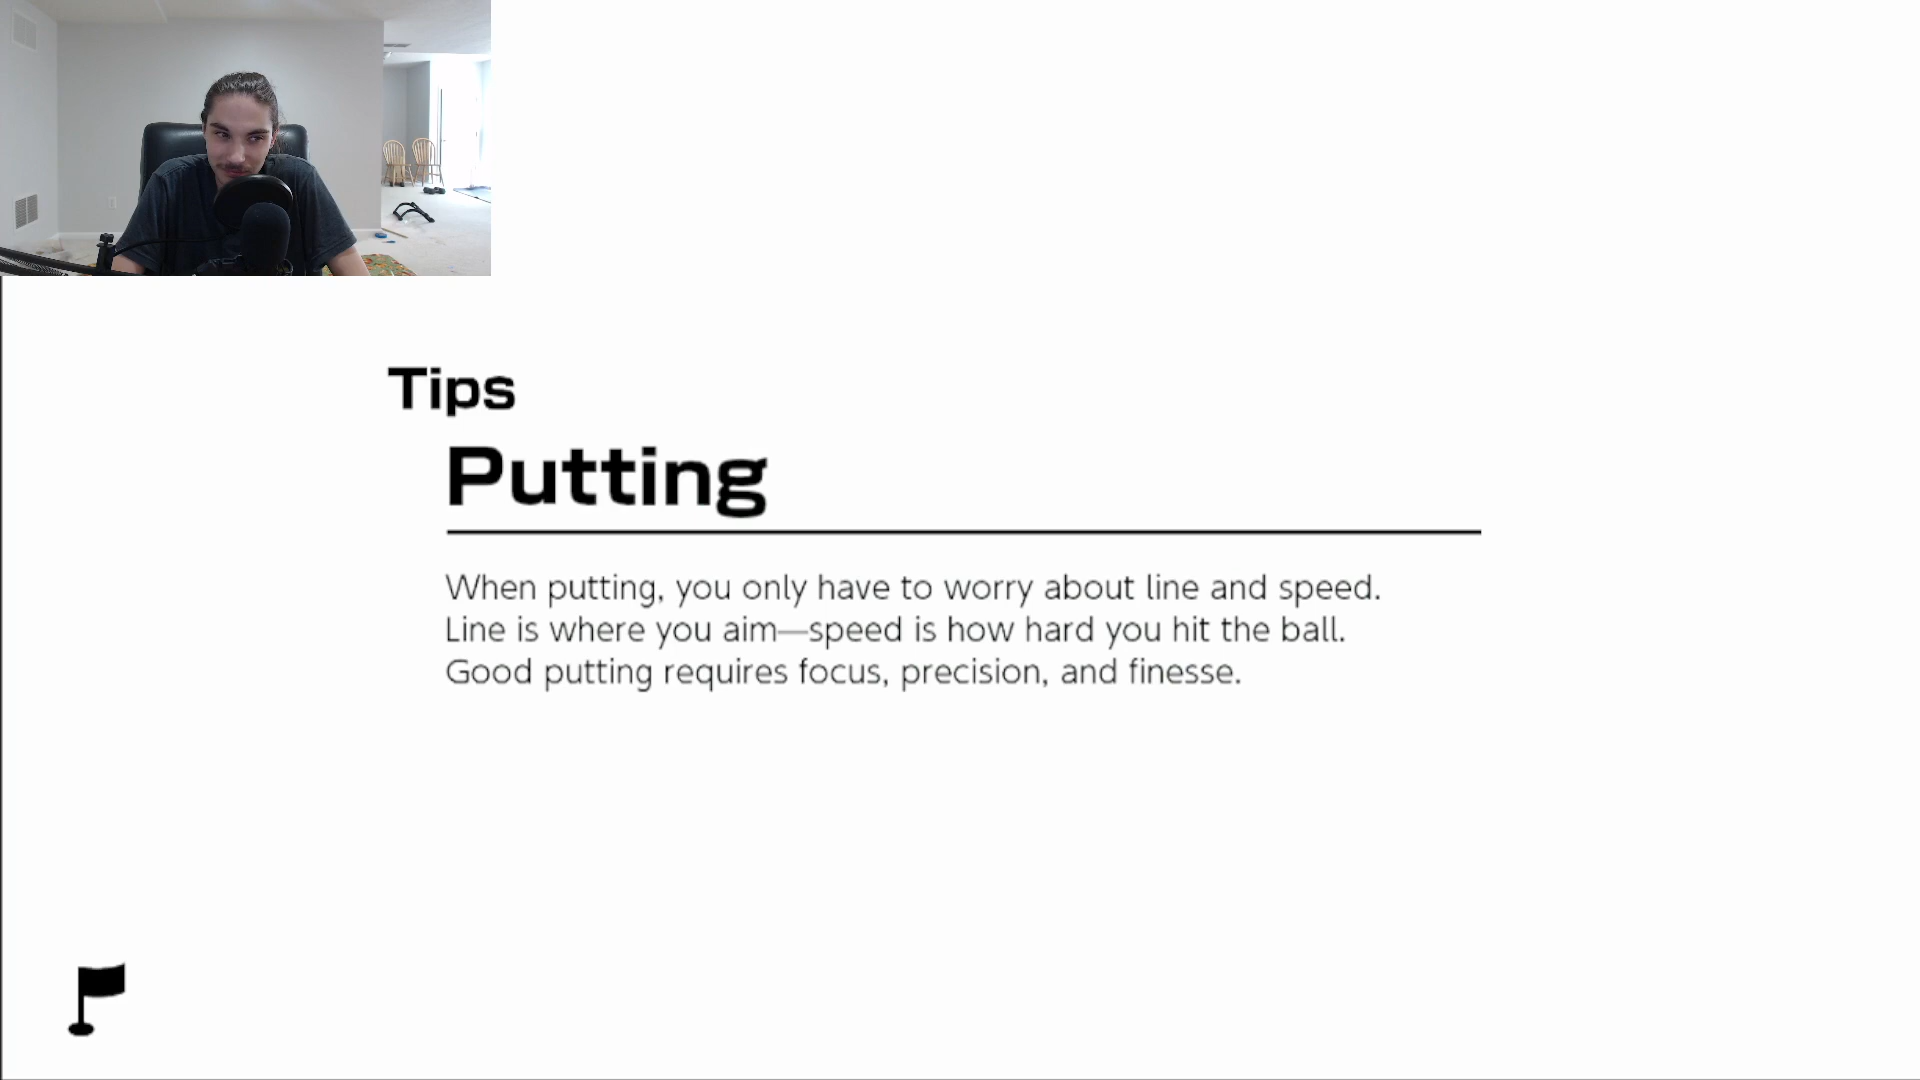 Tips
Putting
When putting, you only have to worry about line and speed.
Line is where you aim—speed is how hard you hit the ball.
Good putting requires focus, precision, and finesse.